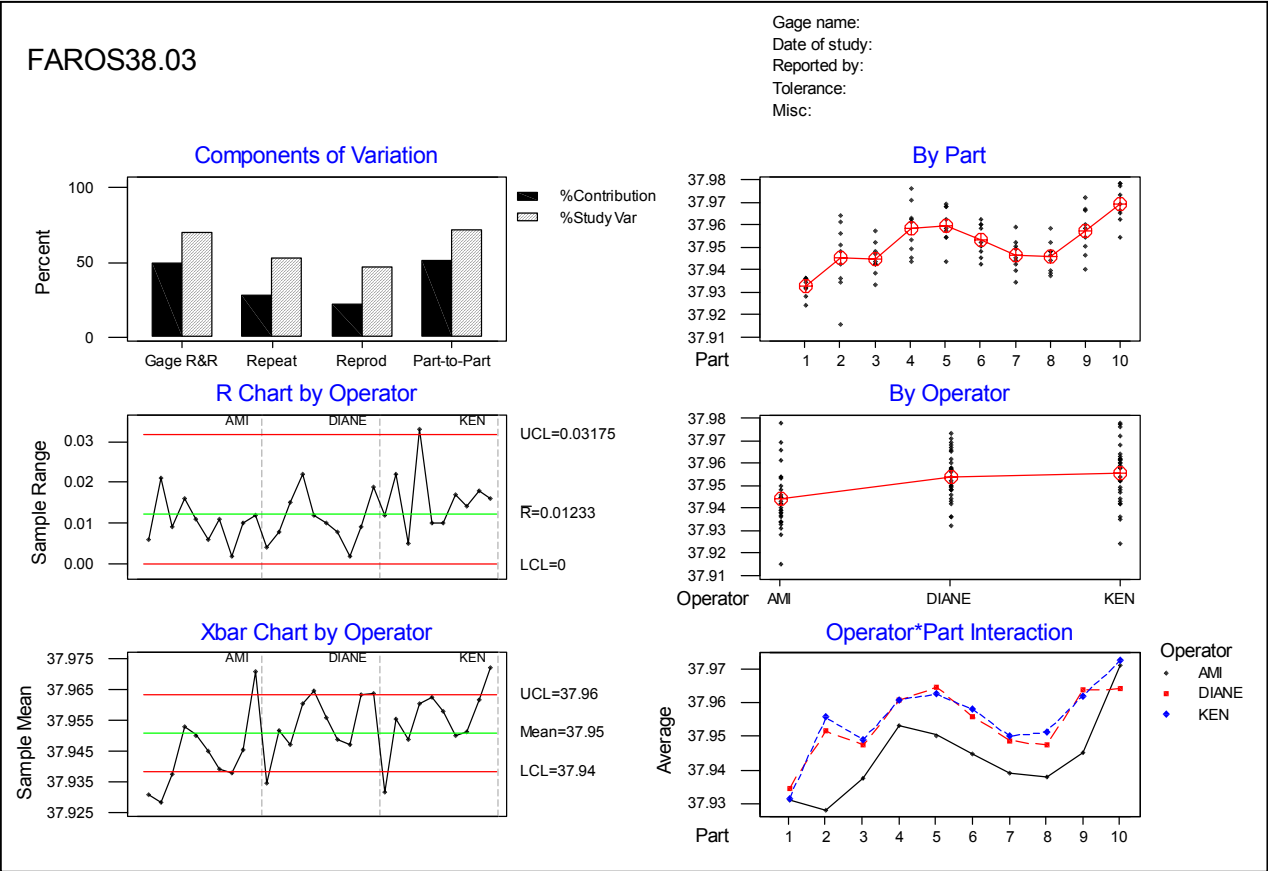 FAROS38.03
Gage name:
Date of study:
Reported by:
Tolerance:
Misc:
Components of Variation
100
50
0
Percent
Gage R&R Repeat Reprod Part-to-Part
%Contribution
%Study Var
By Part
37.98
37.97
37.96
37.95
37.94
37.93
37.92
37.91
Part 1 2 3 4 5 6 7 8 9 10
R Chart by Operator
AMI DIANE KEN
0.03
0.02
0.01
0.00
Sample Range
UCL=0.03175
R̅=0.01233
LCL=0
By Operator
37.98
37.97
37.96
37.95
37.94
37.93
37.92
37.91
Operator AMI DIANE KEN
Xbar Chart by Operator
AMI DIANE KEN
37.975
37.965
37.955
37.945
37.935
37.925
Sample Mean
UCL=37.96
Mean=37.95
LCL=37.94
Operator*Part Interaction
37.97
37.96
37.95
37.94
37.93
Average
Part 1 2 3 4 5 6 7 8 9 10
Operator
AMI
DIANE
KEN